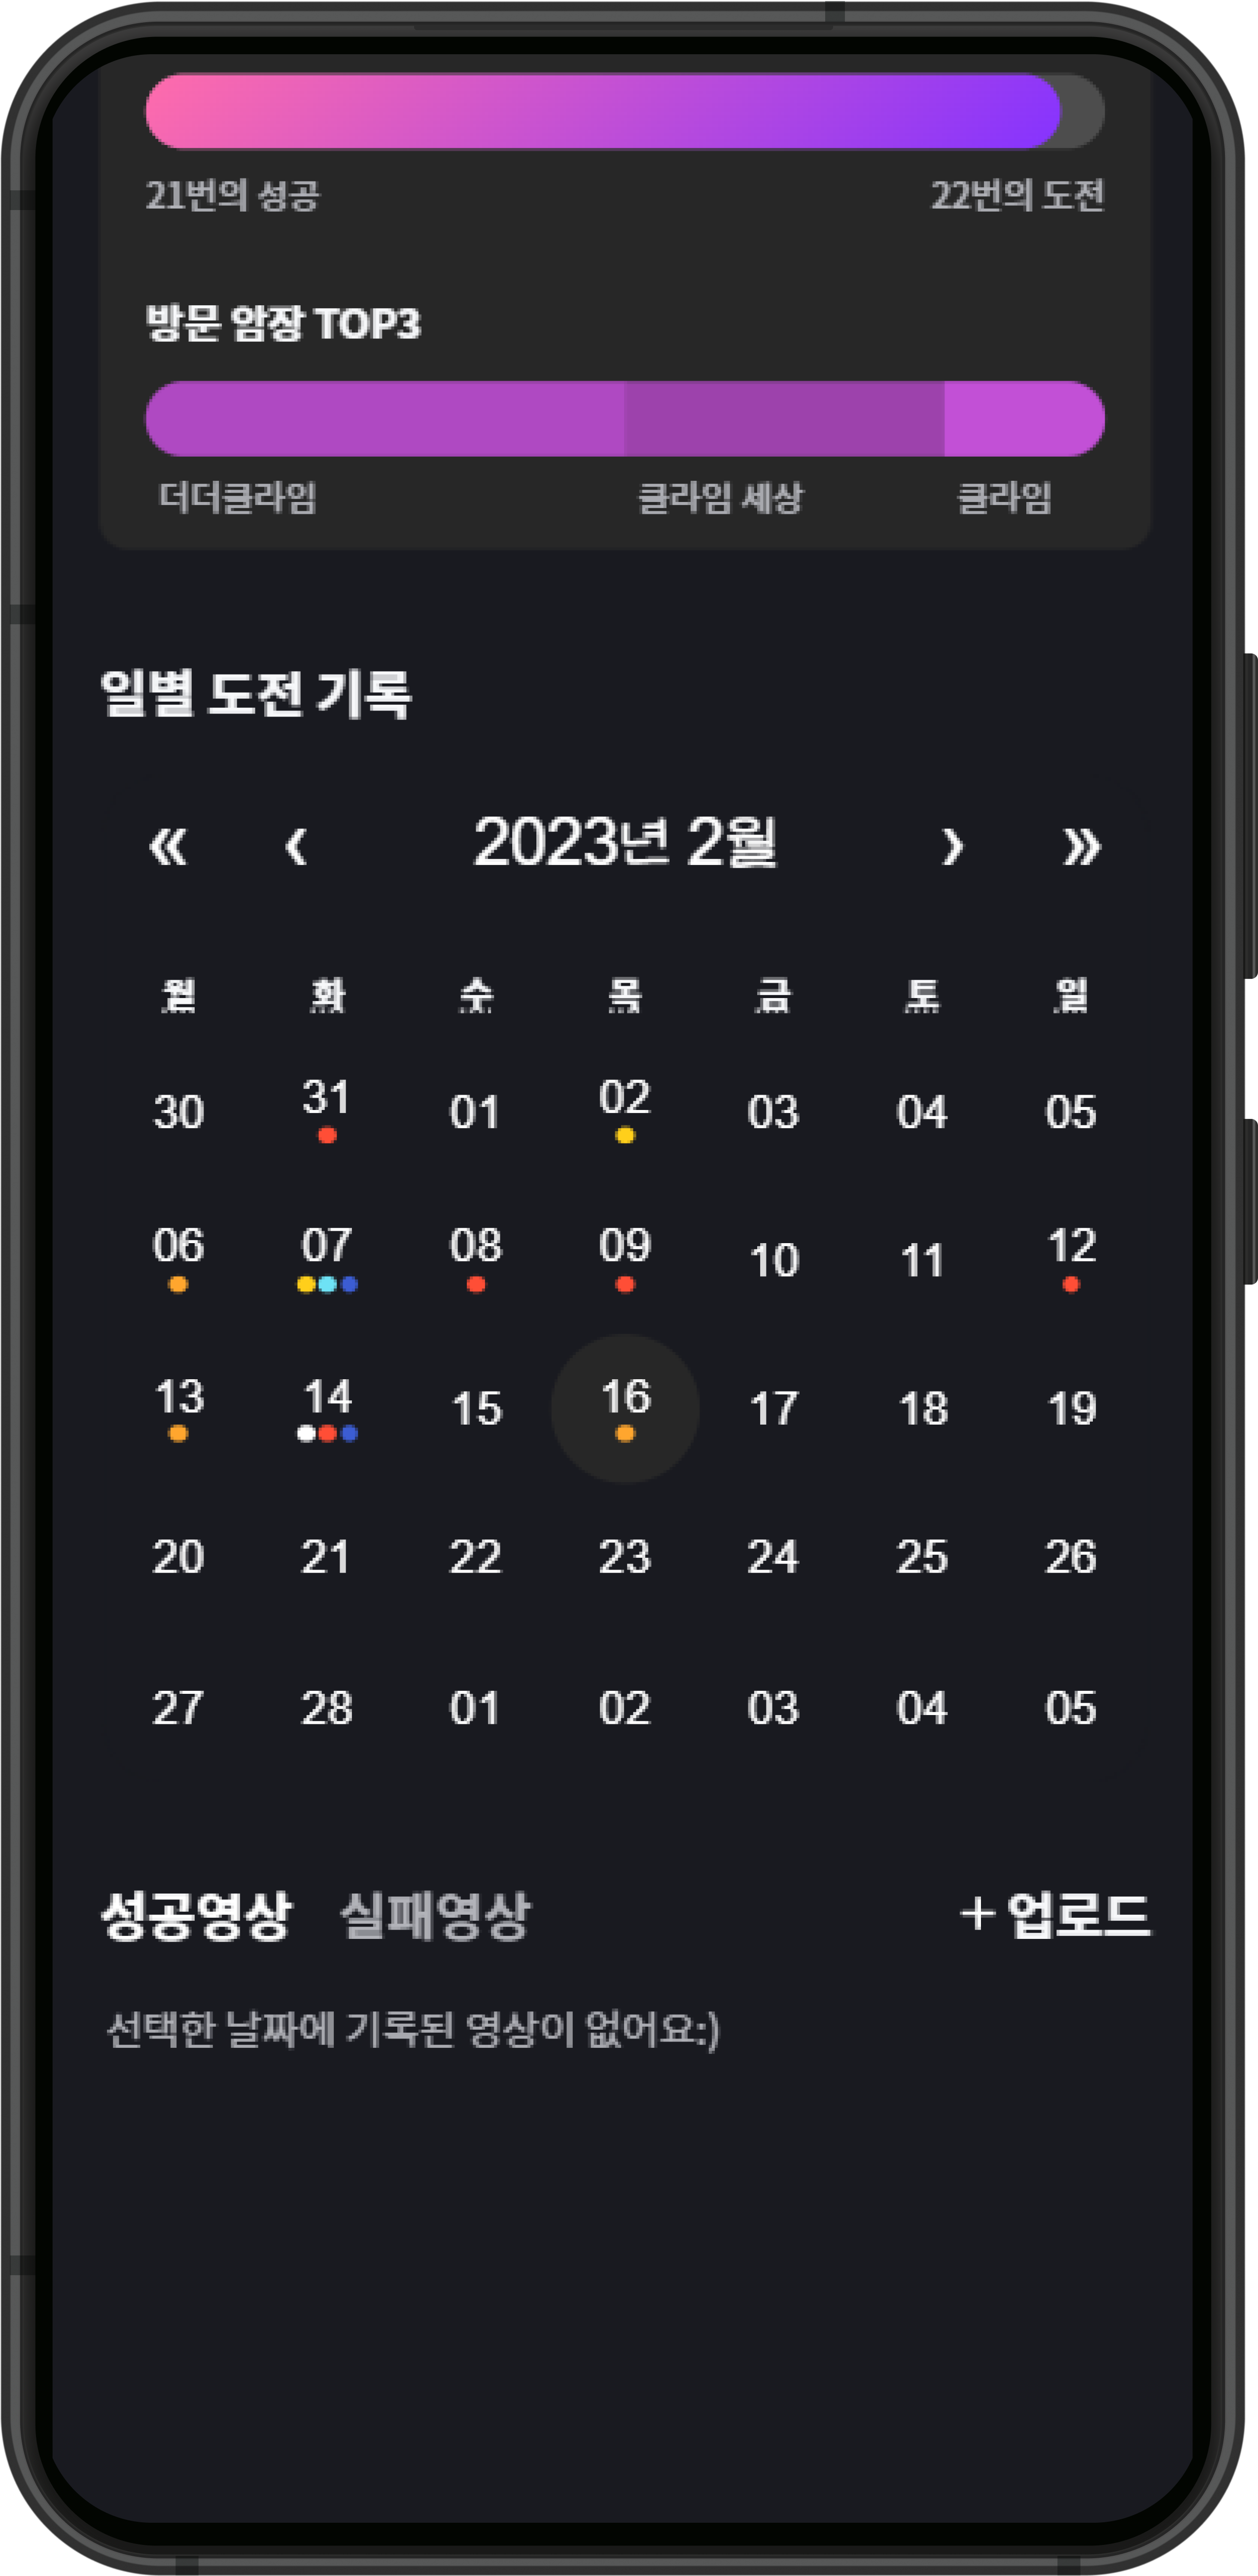 21번의 성공 22번의 도전
방문 암장 TOP3
더더클라임 클라임 세상 클라임
일별 도전 기록
« ‹ 2023년 2월 › »
월 화 수 목 금 토 일
30 31 01 02 03 04 05
06 07 08 09 10 11 12
13 14 15 16 17 18 19
20 21 22 23 24 25 26
27 28 01 02 03 04 05
성공영상 실패영상 + 업로드
선택한 날짜에 기록된 영상이 없어요:)